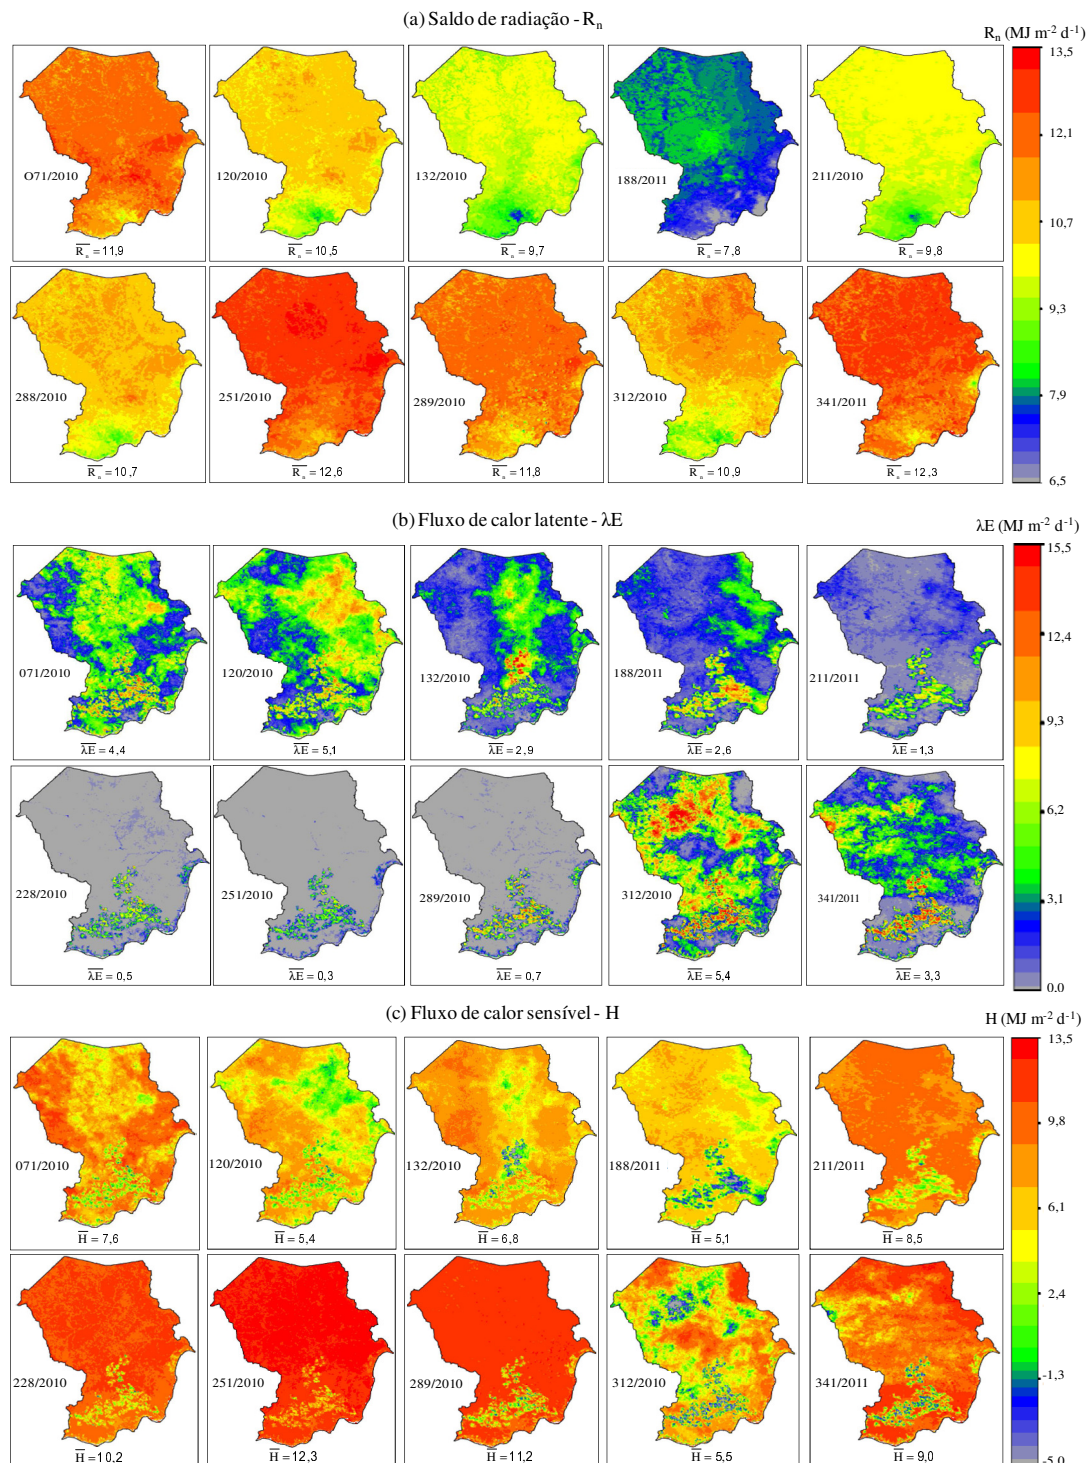 (a) Saldo de radiação - Rn
Rn (MJ m-2 d-1)
13,5
12,1
10,7
9,3
7,9
6,5
O71/2010
120/2010
132/2010
188/2011
211/2010
Rn = 11,9
Rn = 10,5
Rn = 9,7
Rn = 7,8
Rn = 9,8
288/2010
251/2010
289/2010
312/2010
341/2011
Rn = 10,7
Rn = 12,6
Rn = 11,8
Rn = 10,9
Rn = 12,3
(b) Fluxo de calor latente - λE
λE (MJ m-2 d-1)
15,5
12,4
9,3
6,2
3,1
0.0
071/2010
120/2010
132/2010
188/2011
211/2011
λE = 4,4
λE = 5,1
λE = 2,9
λE = 2,6
λE = 1,3
228/2010
251/2010
289/2010
312/2010
341/2011
λE = 0,5
λE = 0,3
λE = 0,7
λE = 5,4
λE = 3,3
(c) Fluxo de calor sensível - H
H (MJ m-2 d-1)
13,5
9,8
6,1
2,4
-1,3
-5,0
071/2010
120/2010
132/2010
188/2011
211/2011
H = 7,6
H = 5,4
H = 6,8
H = 5,1
H = 8,5
228/2010
251/2010
289/2010
312/2010
341/2011
H = 10,2
H = 12,3
H = 11,2
H = 5,5
H = 9,0